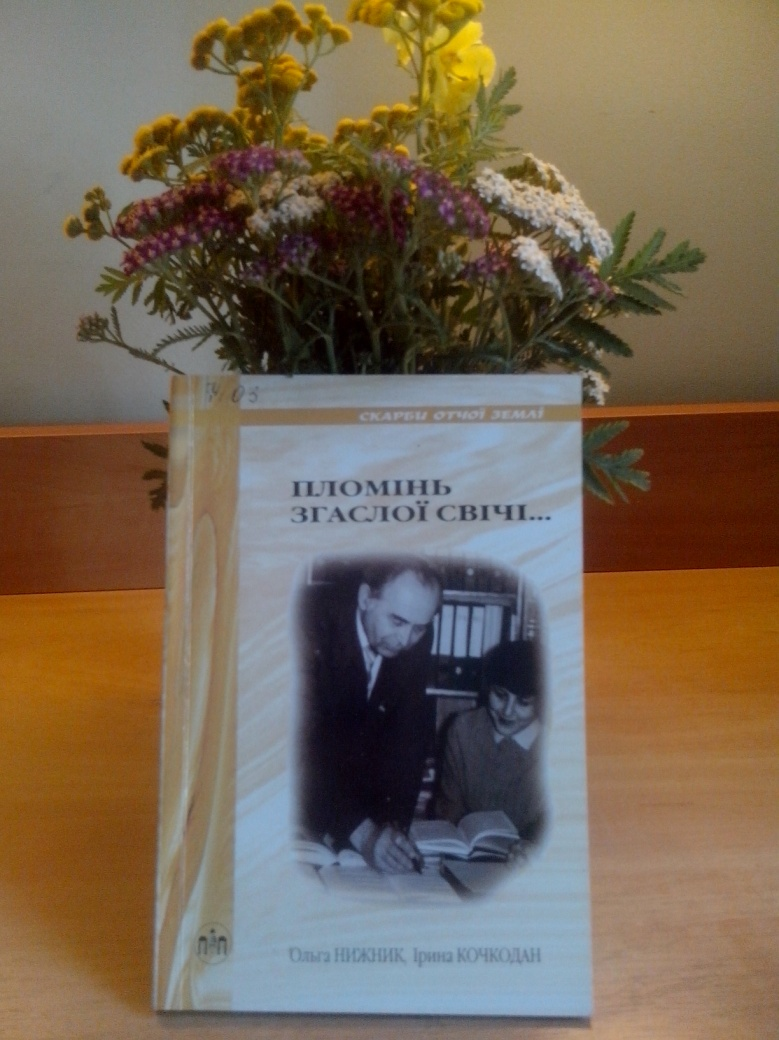 СКАРБИ ОТЧОЇ ЗЕМЛІ
ПЛОМІНЬ
ЗГАСЛОЇ СВІЧІ...
Ольга НИЖНИК, Ірина КОЧКОДАН